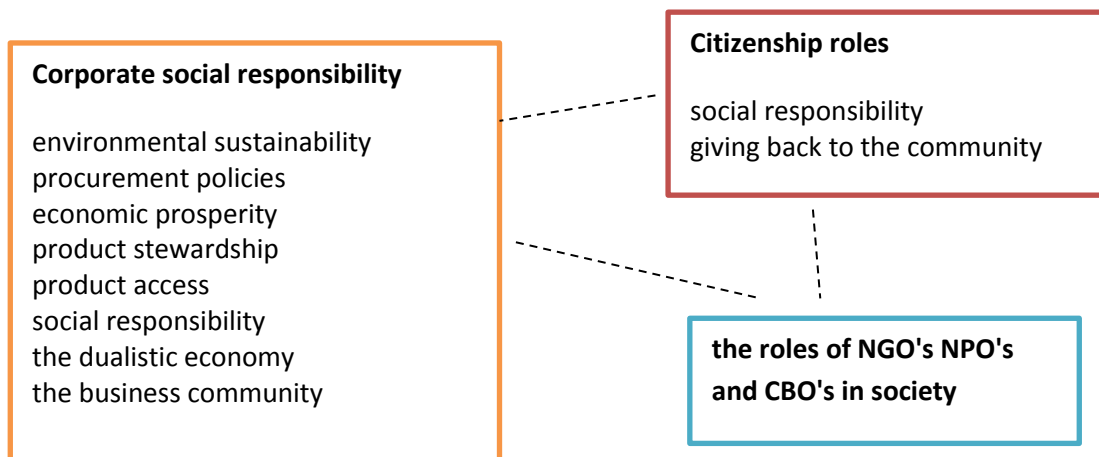 Corporate social responsibility
environmental sustainability
procurement policies
economic prosperity
product stewardship
product access
social responsibility
the dualistic economy
the business community
Citizenship roles
social responsibility
giving back to the community
the roles of NGO's NPO's
and CBO's in society